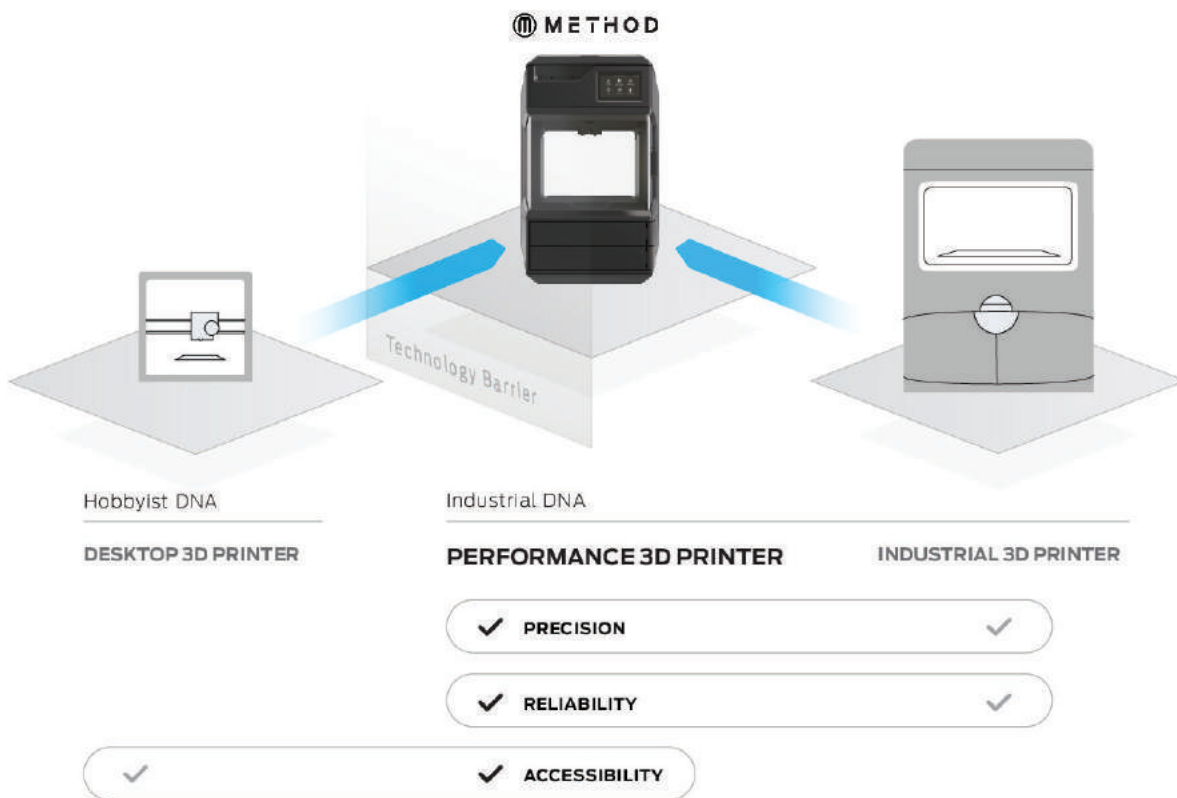 METHOD
Technology Barrier
Hobbyist DNA
Industrial DNA
DESKTOP 3D PRINTER
PERFORMANCE 3D PRINTER
INDUSTRIAL 3D PRINTER
PRECISION
RELIABILITY
ACCESSIBILITY